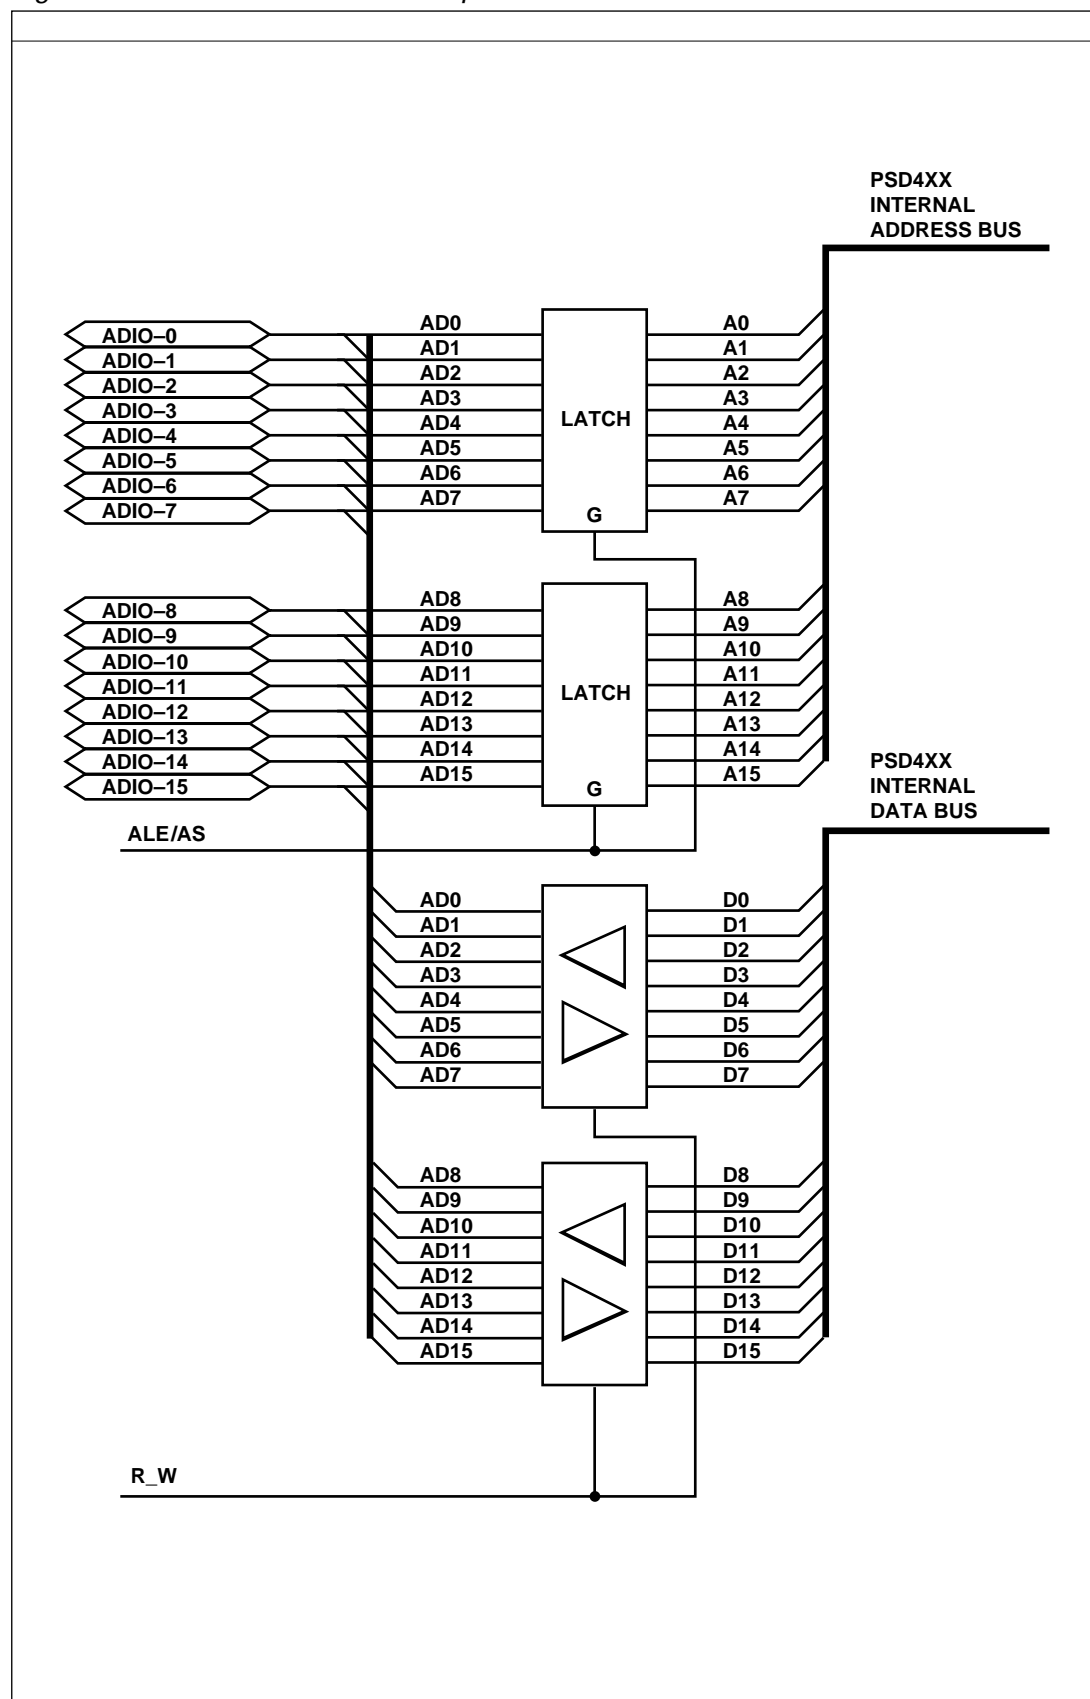 PSD4XX
INTERNAL
ADDRESS BUS
ADIO–0 AD0 A0
ADIO–1 AD1 A1
ADIO–2 AD2 A2
ADIO–3 AD3 A3
ADIO–4 AD4 LATCH A4
ADIO–5 AD5 A5
ADIO–6 AD6 A6
ADIO–7 AD7 A7
G
ADIO–8 AD8 A8
ADIO–9 AD9 A9
ADIO–10 AD10 A10
ADIO–11 AD11 A11
ADIO–12 AD12 LATCH A12
ADIO–13 AD13 A13
ADIO–14 AD14 A14
ADIO–15 AD15 A15
G
PSD4XX
INTERNAL
DATA BUS
ALE/AS
AD0 D0
AD1 D1
AD2 D2
AD3 D3
AD4 D4
AD5 D5
AD6 D6
AD7 D7
AD8 D8
AD9 D9
AD10 D10
AD11 D11
AD12 D12
AD13 D13
AD14 D14
AD15 D15
R_W